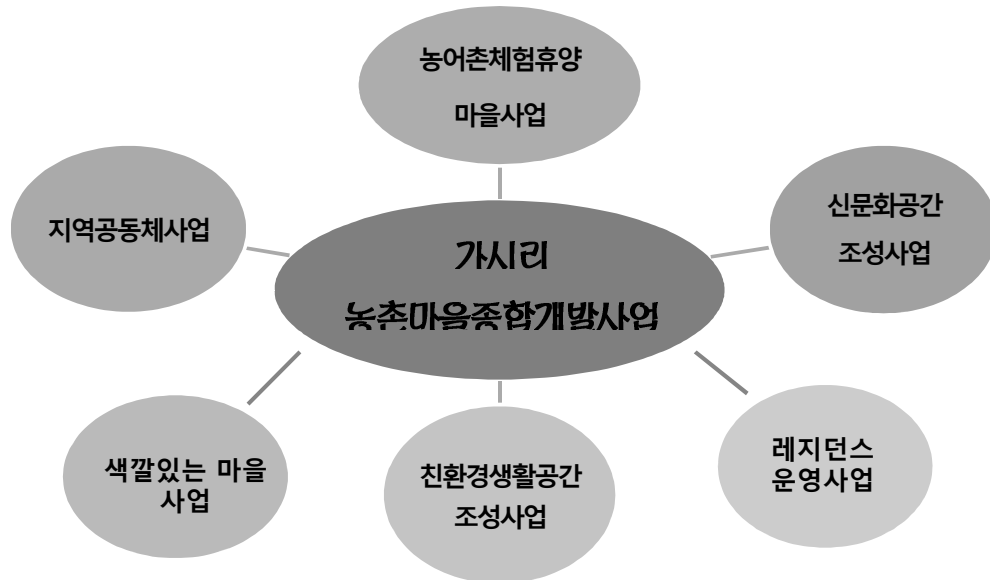 농어촌체험휴양
마을사업
지역공동체사업
신문화공간
조성사업
가시리
농촌마을종합개발사업
색깔있는 마을
사업
친환경생활공간
조성사업
레지던스
운영사업